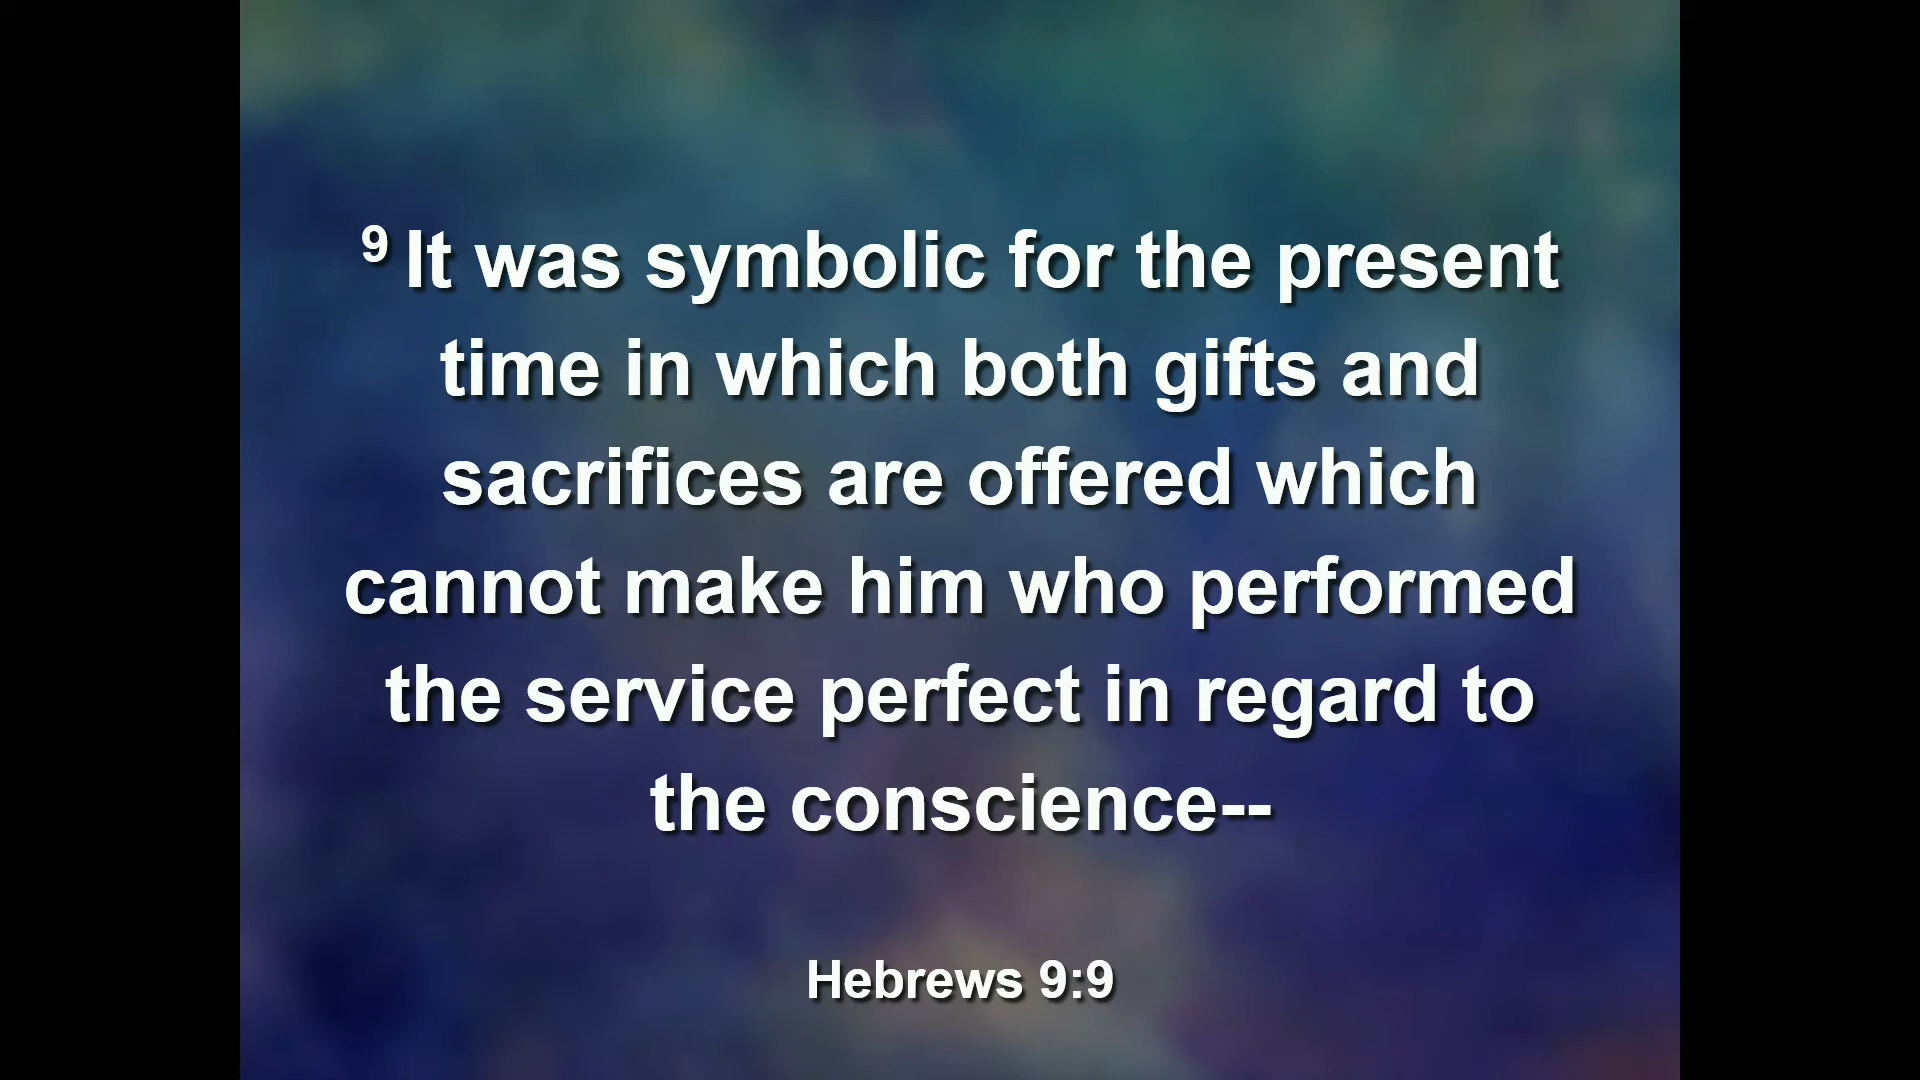 9 It was symbolic for the present
time in which both gifts and
sacrifices are offered which
cannot make him who performed
the service perfect in regard to
the conscience--
Hebrews 9:9